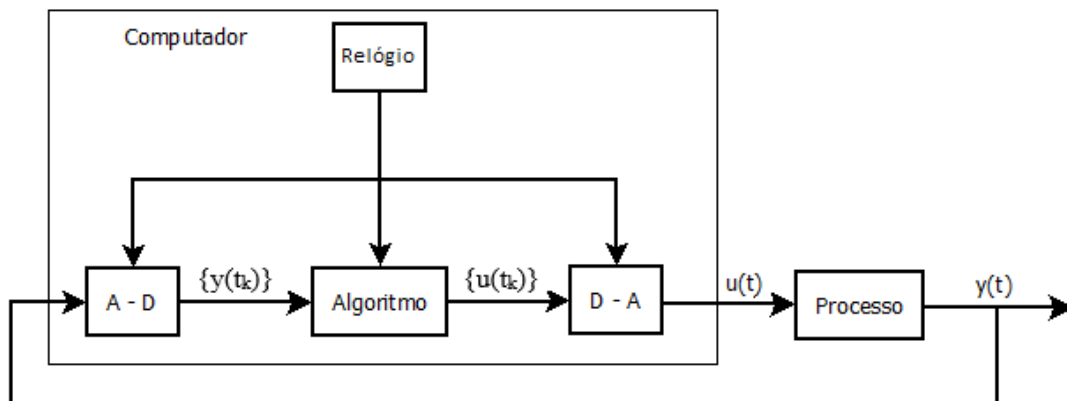 Computador
Relógio
A - D
{y(tk)}
Algoritmo
{u(tk)}
D - A
u(t)
Processo
y(t)